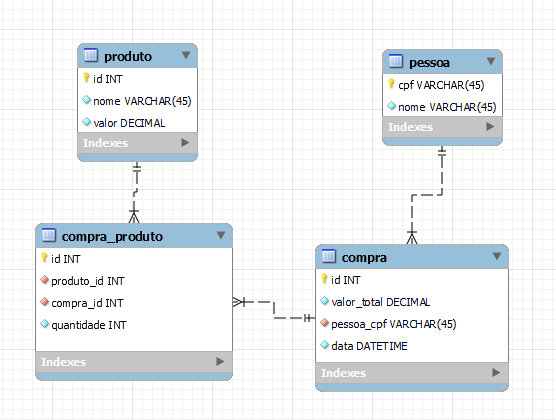 produto
id INT
nome VARCHAR(45)
valor DECIMAL
Indexes
pessoa
cpf VARCHAR(45)
nome VARCHAR(45)
Indexes
compra_produto
id INT
produto_id INT
compra_id INT
quantidade INT
Indexes
compra
id INT
valor_total DECIMAL
pessoa_cpf VARCHAR(45)
data DATETIME
Indexes